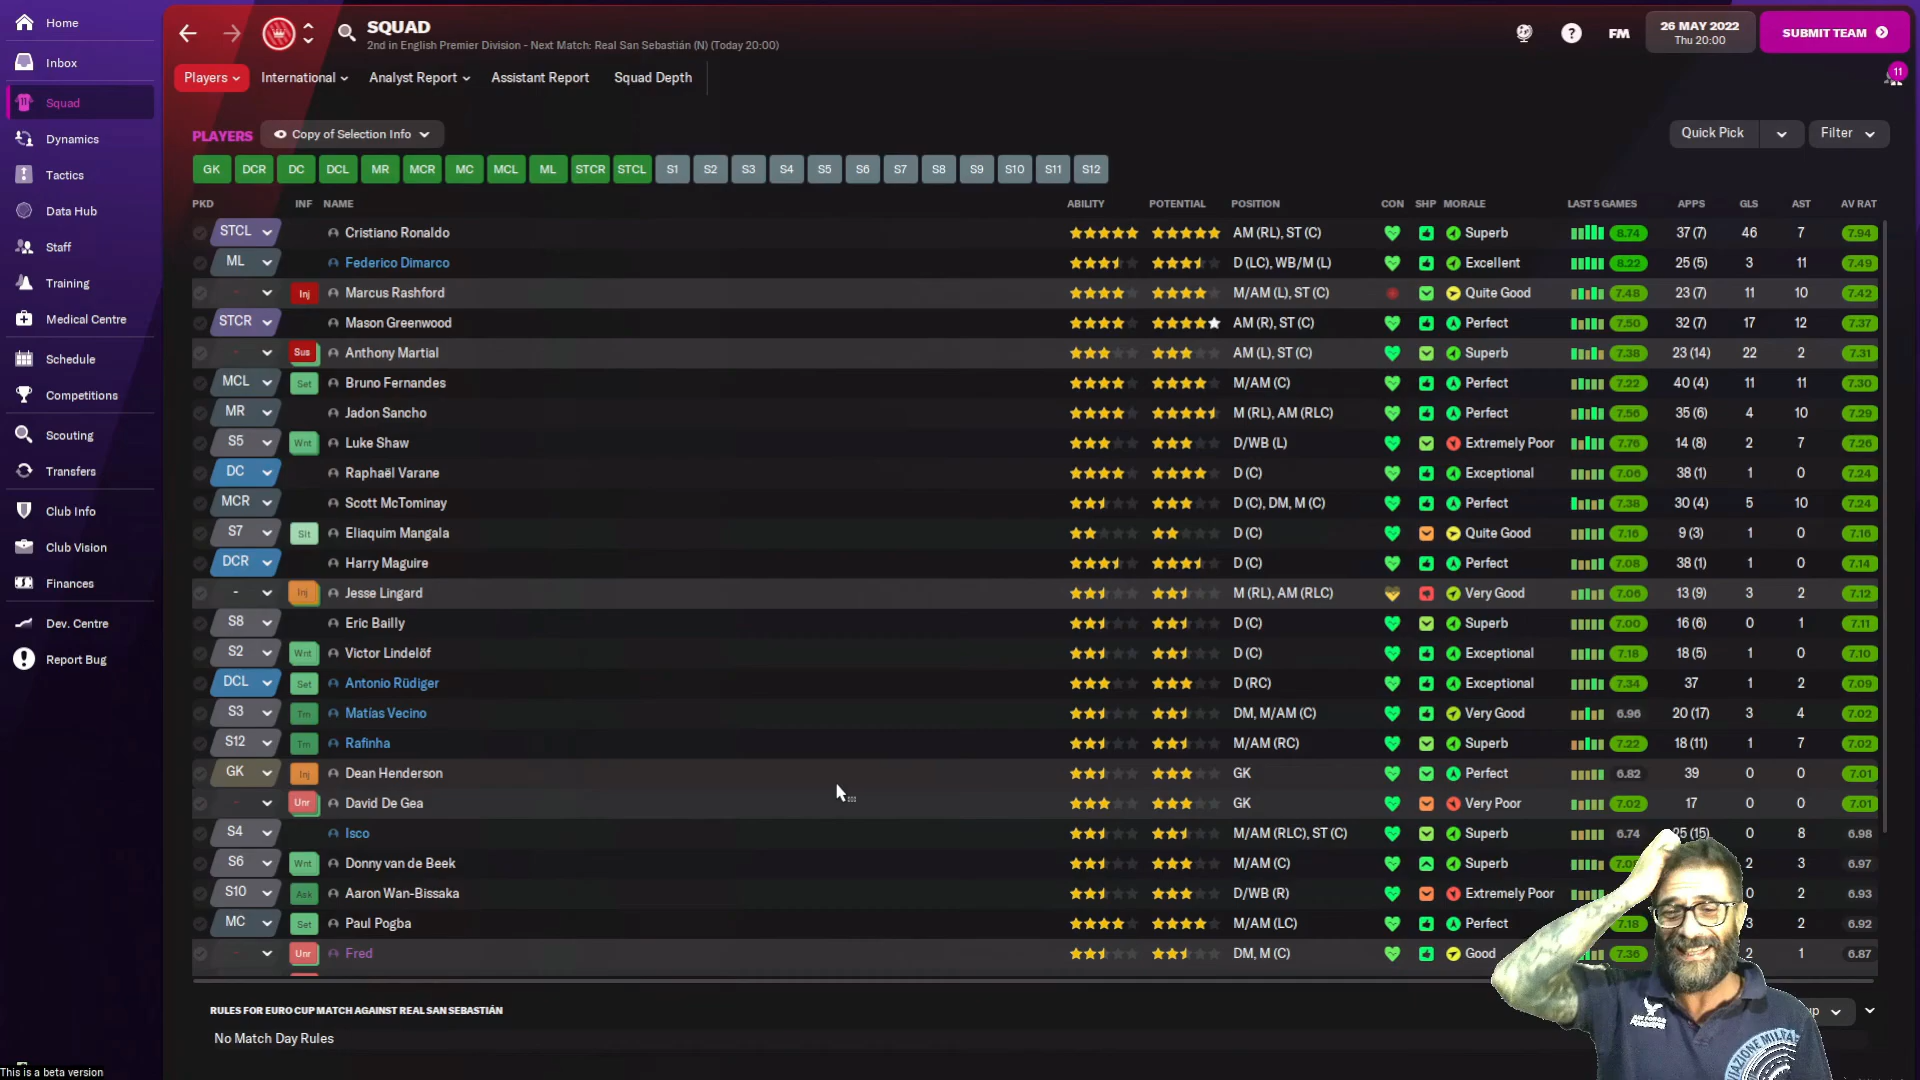 Home
Inbox
Squad
Dynamics
Tactics
Data Hub
Staff
Training
Medical Centre
Schedule
Competitions
Scouting
Transfers
Club Info
Club Vision
Finances
Dev. Centre
Report Bug
This is a beta version
SQUAD
2nd in English Premier Division - Next Match: Real San Sebastián (N) (Today 20:00)
FM
26 MAY 2022
Thu 20:00
SUBMIT TEAM
Players International Analyst Report Assistant Report Squad Depth
11
PLAYERS Copy of Selection Info Quick Pick Filter
GK DCR DC DCL MR MCR MC MCL ML STCR STCL S1 S2 S3 S4 S5 S6 S7 S8 S9 S10 S11 S12
PKD INF NAME ABILITY POTENTIAL POSITION CON SHP MORALE LAST 5 GAMES APPS GLS AST AV RAT
STCL Cristiano Ronaldo AM (RL), ST (C) Superb 8.74 37 (7) 46 7 7.94
ML Federico Dimarco D (LC), WB/M (L) Excellent 8.22 25 (5) 3 11 7.49
- Inj Marcus Rashford M/AM (L), ST (C) Quite Good 7.48 23 (7) 11 10 7.42
STCR Mason Greenwood AM (R), ST (C) Perfect 7.50 32 (7) 17 12 7.37
- Sus Anthony Martial AM (L), ST (C) Superb 7.38 23 (14) 22 2 7.31
MCL Set Bruno Fernandes M/AM (C) Perfect 7.22 40 (4) 11 11 7.30
MR Jadon Sancho M (RL), AM (RLC) Perfect 7.56 35 (6) 4 10 7.29
S5 Wnt Luke Shaw D/WB (L) Extremely Poor 7.76 14 (8) 2 7 7.26
DC Raphaël Varane D (C) Exceptional 7.06 38 (1) 1 0 7.24
MCR Scott McTominay D (C), DM, M (C) Perfect 7.38 30 (4) 5 10 7.24
S7 Slt Eliaquim Mangala D (C) Quite Good 7.16 9 (3) 1 0 7.16
DCR Harry Maguire D (C) Perfect 7.08 38 (1) 1 0 7.14
- Inj Jesse Lingard M (RL), AM (RLC) Very Good 7.06 13 (9) 3 2 7.12
S8 Eric Bailly D (C) Superb 7.00 16 (6) 0 1 7.11
S2 Wnt Victor Lindelöf D (C) Exceptional 7.18 18 (5) 1 0 7.10
DCL Set Antonio Rüdiger D (RC) Exceptional 7.34 37 1 2 7.09
S3 Trn Matías Vecino DM, M/AM (C) Very Good 6.96 20 (17) 3 4 7.02
S12 Trn Rafinha M/AM (RC) Superb 7.22 18 (11) 1 7 7.02
GK Inj Dean Henderson GK Perfect 6.82 39 0 0 7.01
- Unr David De Gea GK Very Poor 7.02 17 0 0 7.01
S4 Isco M/AM (RLC), ST (C) Superb 6.74 25 (15) 0 8 6.98
S6 Wnt Donny van de Beek M/AM (C) Superb 2 3 6.97
S10 Ask Aaron Wan-Bissaka D/WB (R) Extremely Poor 0 2 6.93
MC Set Paul Pogba M/AM (LC) Perfect 7.18 3 2 6.92
- Unr Fred DM, M (C) Good 7.36 2 1 6.87
RULES FOR EURO CUP MATCH AGAINST REAL SAN SEBASTIÁN
No Match Day Rules